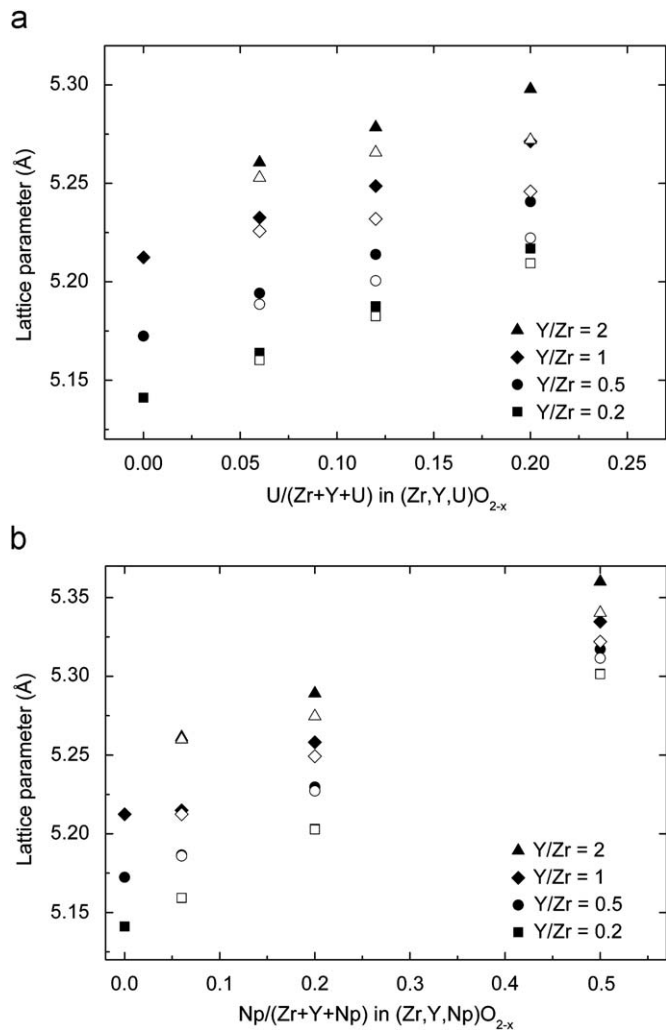 a
5.30
5.25
5.20
5.15
Lattice parameter (Å)
▲ Y/Zr = 2
◆ Y/Zr = 1
● Y/Zr = 0.5
■ Y/Zr = 0.2
0.00 0.05 0.10 0.15 0.20 0.25
U/(Zr+Y+U) in (Zr,Y,U)O₂₋ₓ
b
5.35
5.30
5.25
5.20
5.15
Lattice parameter (Å)
▲ Y/Zr = 2
◆ Y/Zr = 1
● Y/Zr = 0.5
■ Y/Zr = 0.2
0.0 0.1 0.2 0.3 0.4 0.5
Np/(Zr+Y+Np) in (Zr,Y,Np)O₂₋ₓ